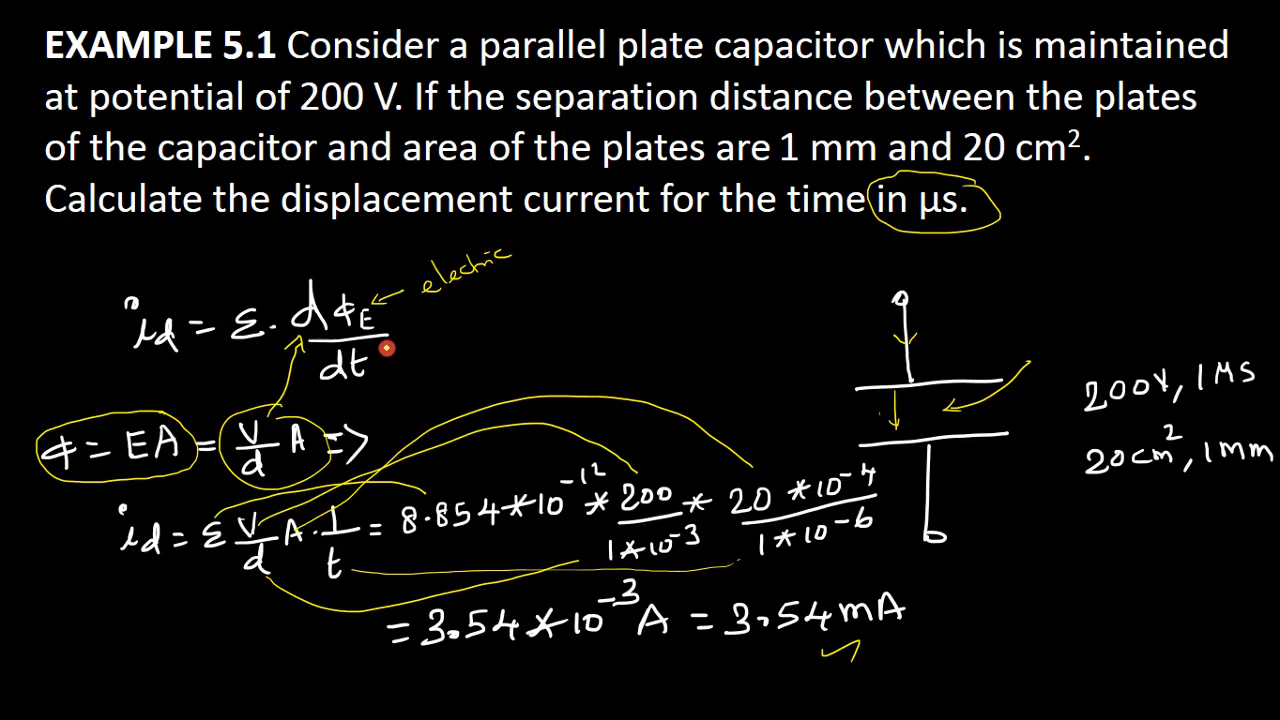 EXAMPLE 5.1 Consider a parallel plate capacitor which is maintained
at potential of 200 V. If the separation distance between the plates
of the capacitor and area of the plates are 1 mm and 20 cm².
Calculate the displacement current for the time in μs.
electric
id = ε. dϕE/dt
200V, 1μs
20cm², 1mm
ϕ = EA = V/d A =>
id = ε V/d A · 1/t = 8.854*10⁻¹² * 200/1*10⁻³ * 20*10⁻⁴/1*10⁻⁶
= 3.54*10⁻³A = 3.54mA